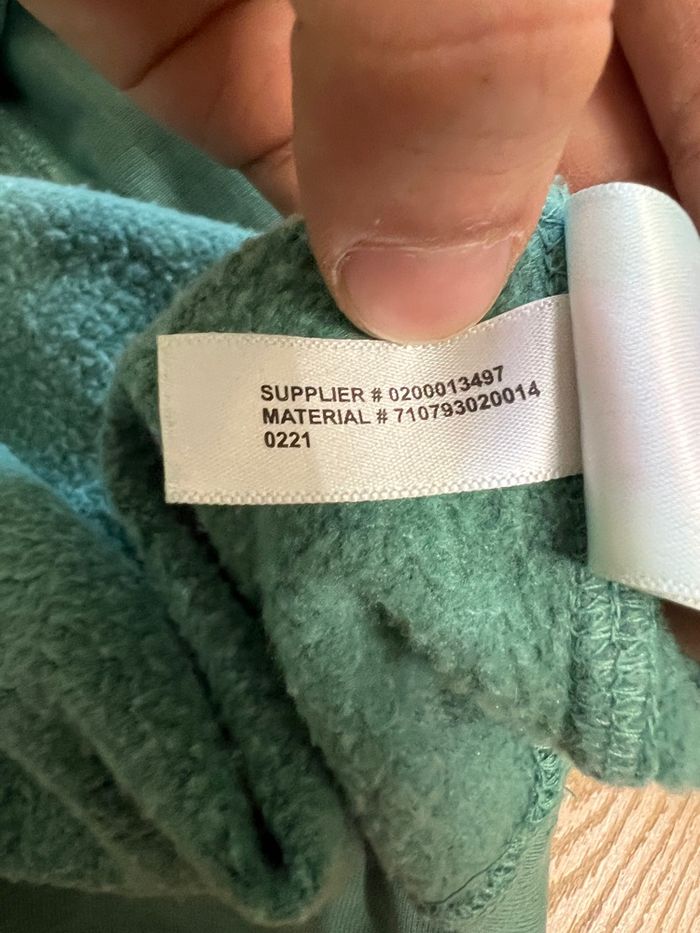 SUPPLIER # 0200013497
MATERIAL # 710793020014
0221